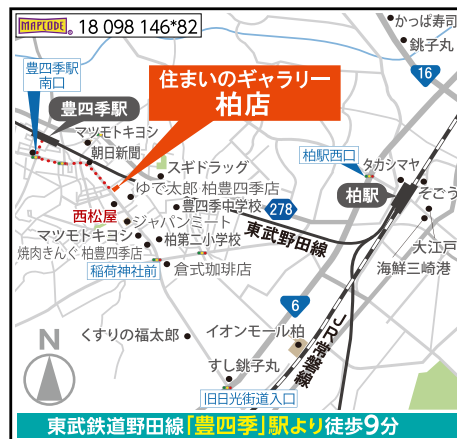 MAPCODE 18 098 146*82
かっぱ寿司
銚子丸
16
豊四季駅
南口
住まいのギャラリー
柏店
豊四季駅
マツモトキヨシ
朝日新聞
スギドラッグ
柏駅西口
タカシマヤ
ゆで太郎 柏豊四季店
西松屋
豊四季中学校
278
柏駅
そごう
ジャパンミート
東武野田線
マツモトキヨシ
柏第二小学校
大江戸
焼肉きんぐ 柏豊四季店
稲荷神社前
倉式珈琲店
海鮮三崎港
6
JR常磐線
N
くすりの福太郎
イオンモール柏
すし銚子丸
旧日光街道入口
東武鉄道野田線「豊四季」駅より徒歩9分